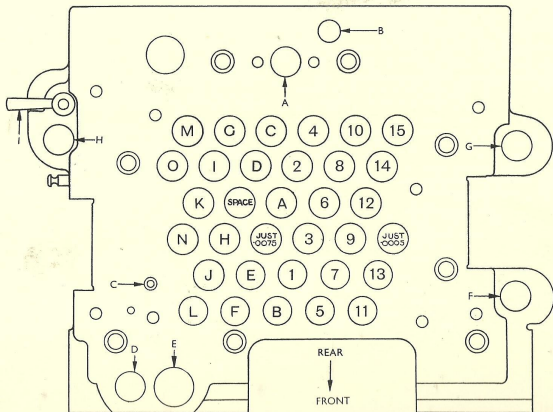 B
A
M G C 4 10 15
I H G
O I D 2 8 14
K SPACE A 6 12
N H JUST ·0075 3 9 JUST ·0005
C J E 1 7 13
F
L F B 5 11
D E
REAR
FRONT